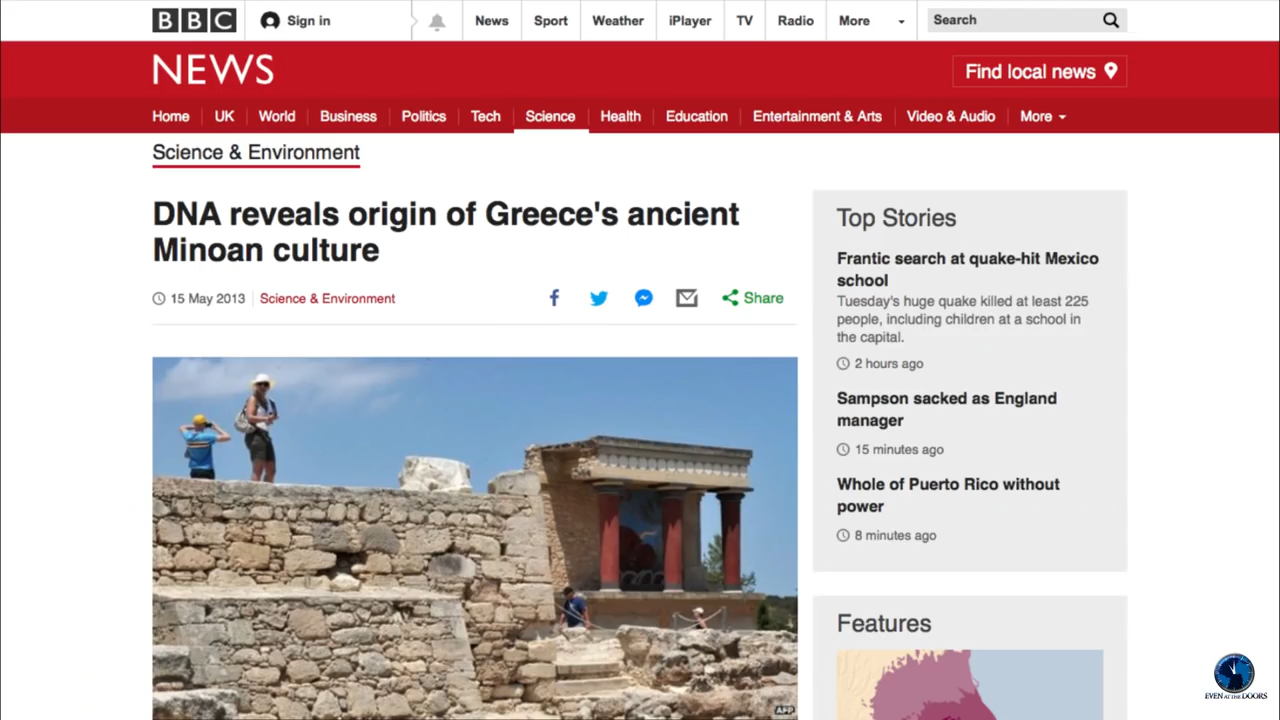 BBC Sign in News Sport Weather iPlayer TV Radio More Search
NEWS Find local news
Home UK World Business Politics Tech Science Health Education Entertainment & Arts Video & Audio More
Science & Environment
DNA reveals origin of Greece's ancient
Minoan culture
15 May 2013 Science & Environment Share
AFP
Top Stories
Frantic search at quake-hit Mexico
school
Tuesday's huge quake killed at least 225
people, including children at a school in
the capital.
2 hours ago
Sampson sacked as England
manager
15 minutes ago
Whole of Puerto Rico without
power
8 minutes ago
Features
EVEN AT THE DOORS